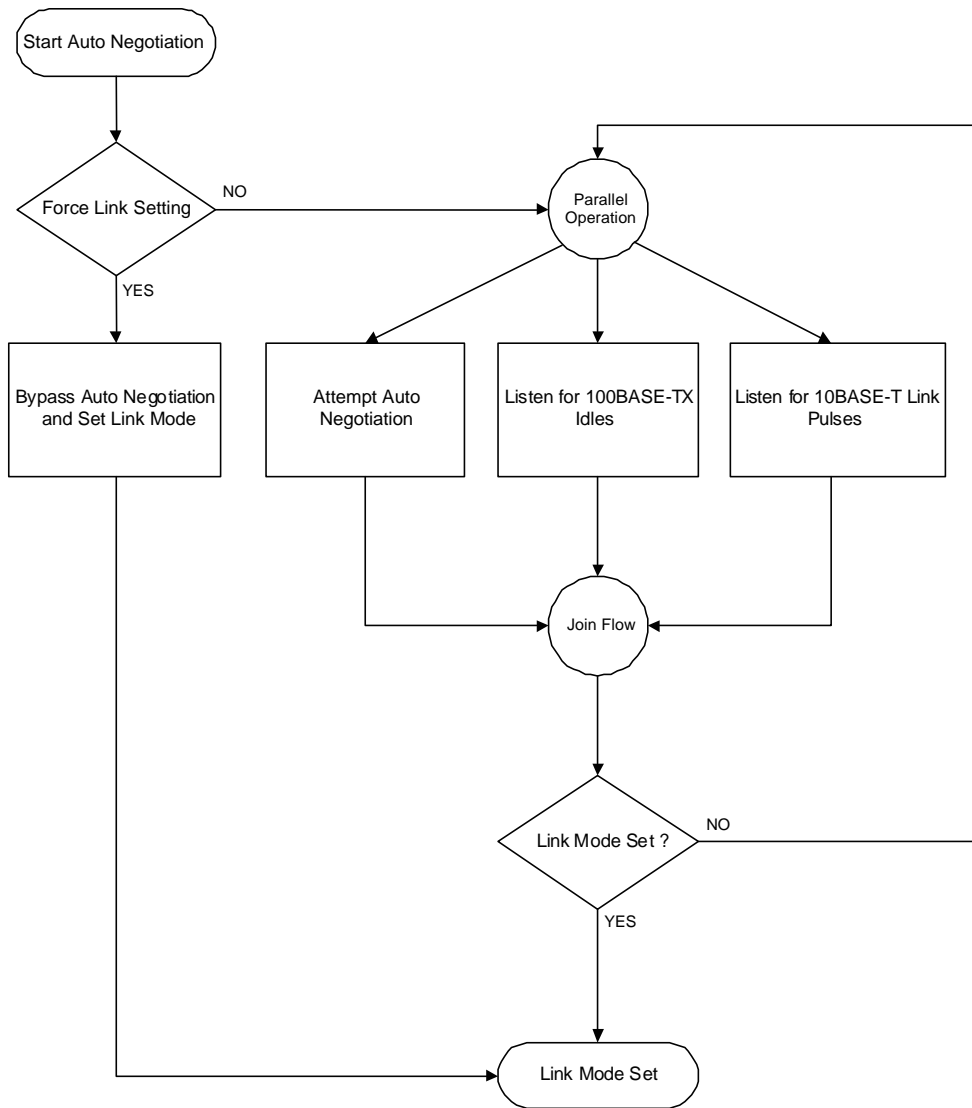 Start Auto Negotiation
Force Link Setting
NO
YES
Parallel
Operation
Bypass Auto Negotiation
and Set Link Mode
Attempt Auto
Negotiation
Listen for 100BASE-TX
Idles
Listen for 10BASE-T Link
Pulses
Join Flow
Link Mode Set ?
NO
YES
Link Mode Set